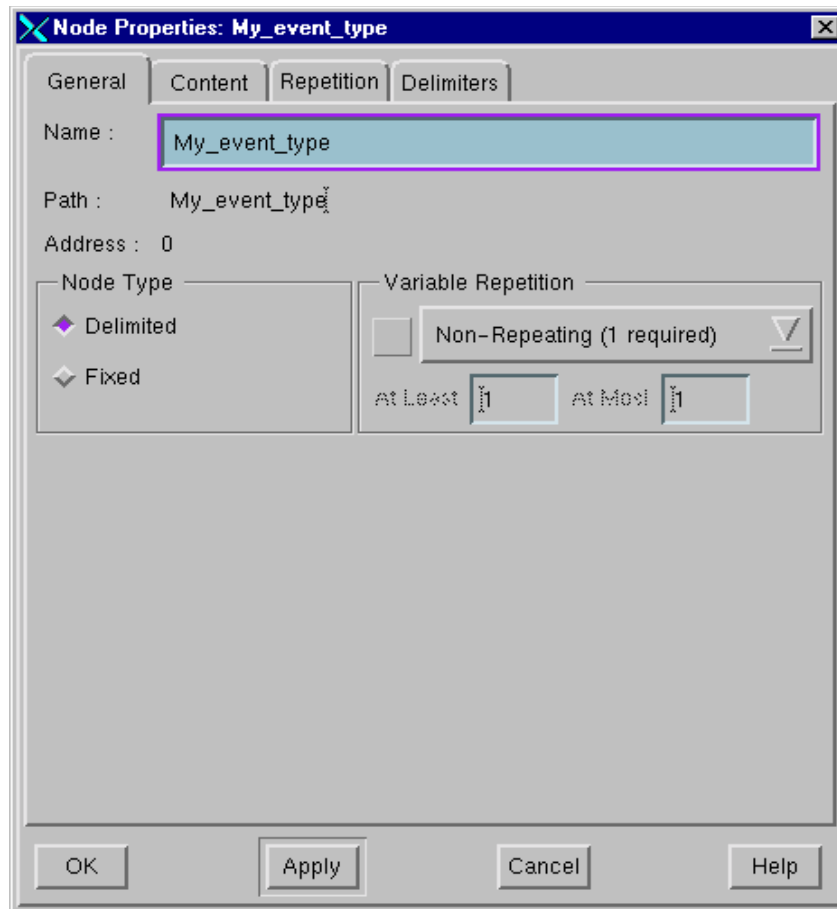 Node Properties: My_event_type
General Content Repetition Delimiters
Name : My_event_type
Path : My_event_type
Address : 0
Node Type
Delimited
Fixed
Variable Repetition
Non-Repeating (1 required)
At Least 1 At Most 1
OK Apply Cancel Help